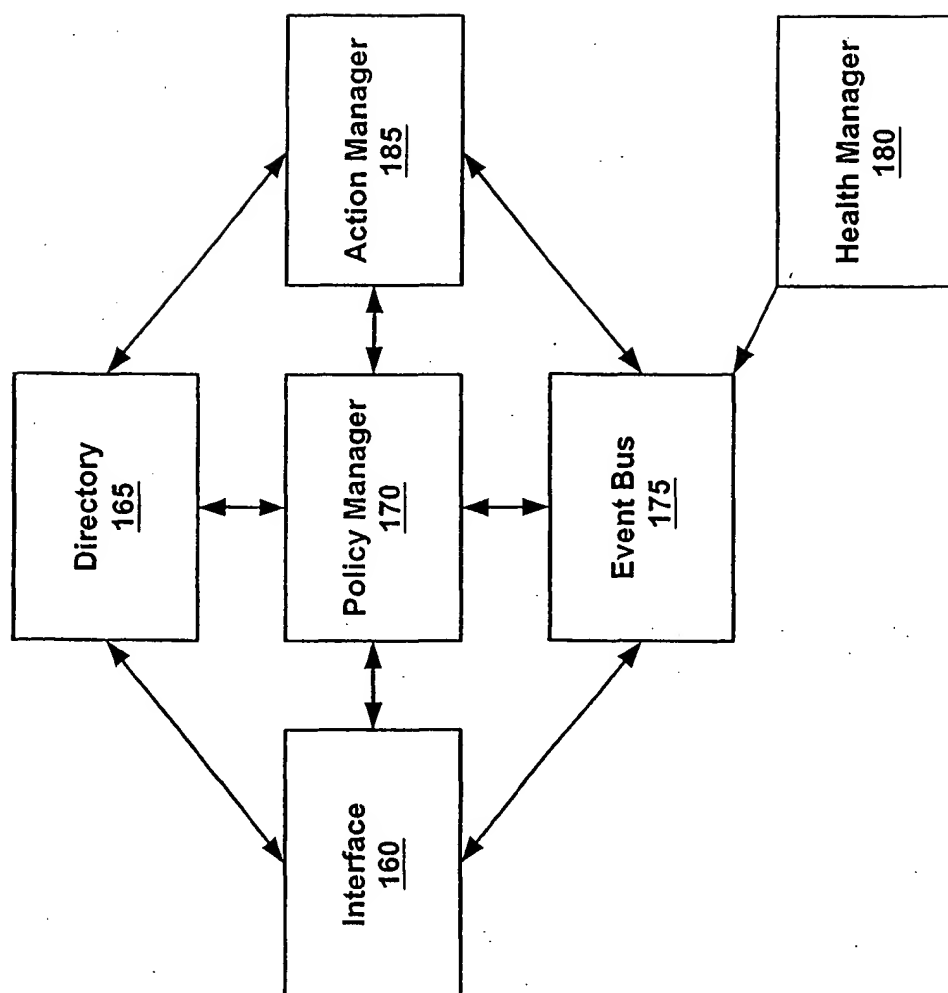 Directory
165
Interface
160
Policy Manager
170
Action Manager
185
Event Bus
175
Health Manager
180